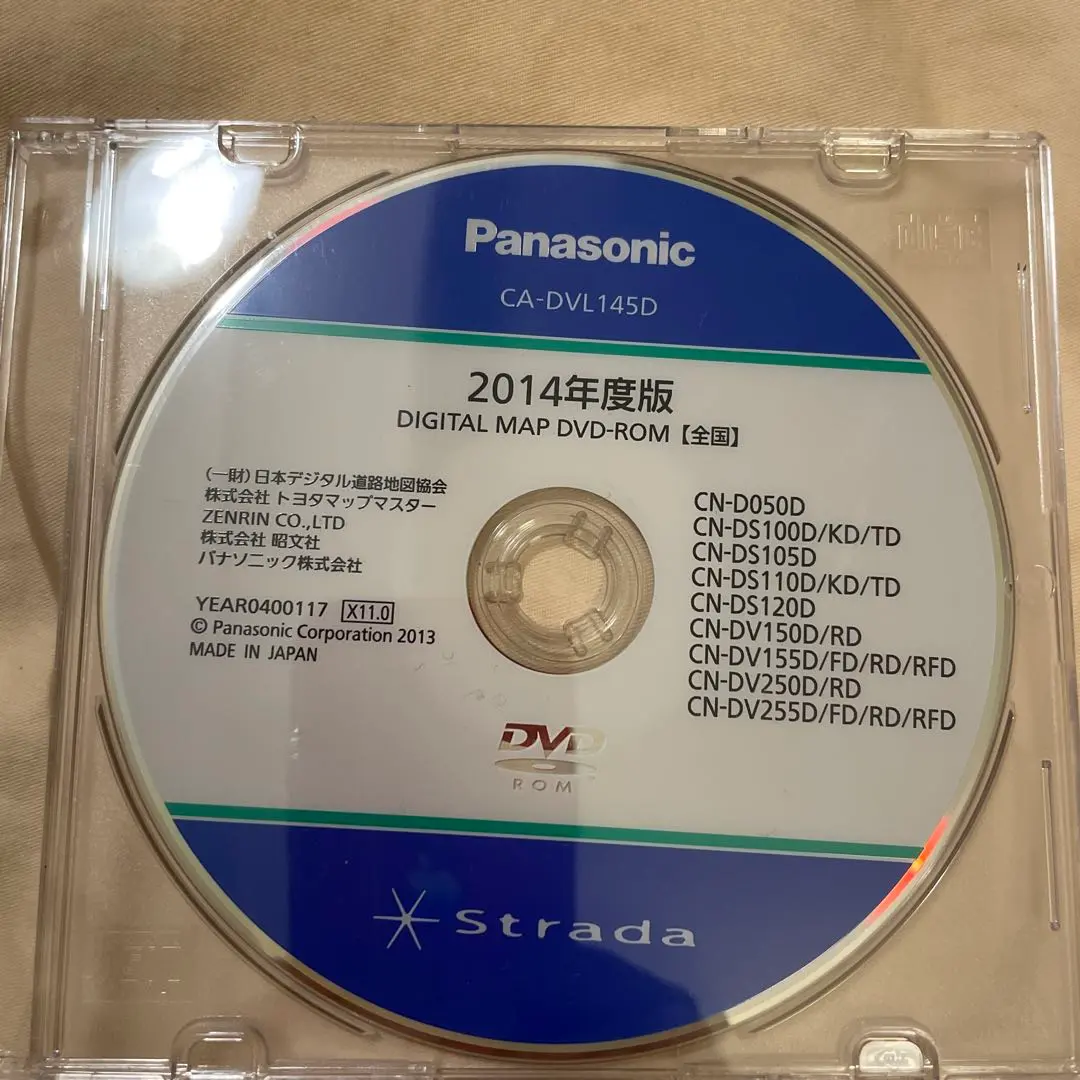 Panasonic
CA-DVL145D
2014年度版
DIGITAL MAP DVD-ROM【全国】
(一財)日本デジタル道路地図協会
株式会社 トヨタマップマスター
ZENRIN CO.,LTD
株式会社 昭文社
パナソニック株式会社
YEAR0400117 X11.0
© Panasonic Corporation 2013
MADE IN JAPAN
CN-D050D
CN-DS100D/KD/TD
CN-DS105D
CN-DS110D/KD/TD
CN-DS120D
CN-DV150D/RD
CN-DV155D/FD/RD/RFD
CN-DV250D/RD
CN-DV255D/FD/RD/RFD
DVD
ROM
Strada